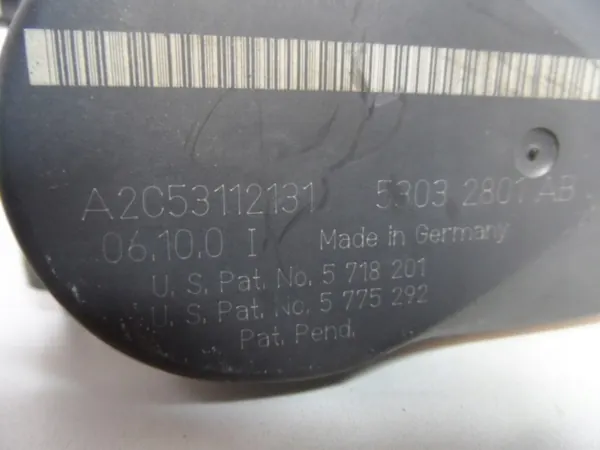 A2C53112131 5303 2801 AB
06.10.0 I Made in Germany
U. S. Pat. No. 5 718 201
U. S. Pat. No. 5 775 292
Pat. Pend.